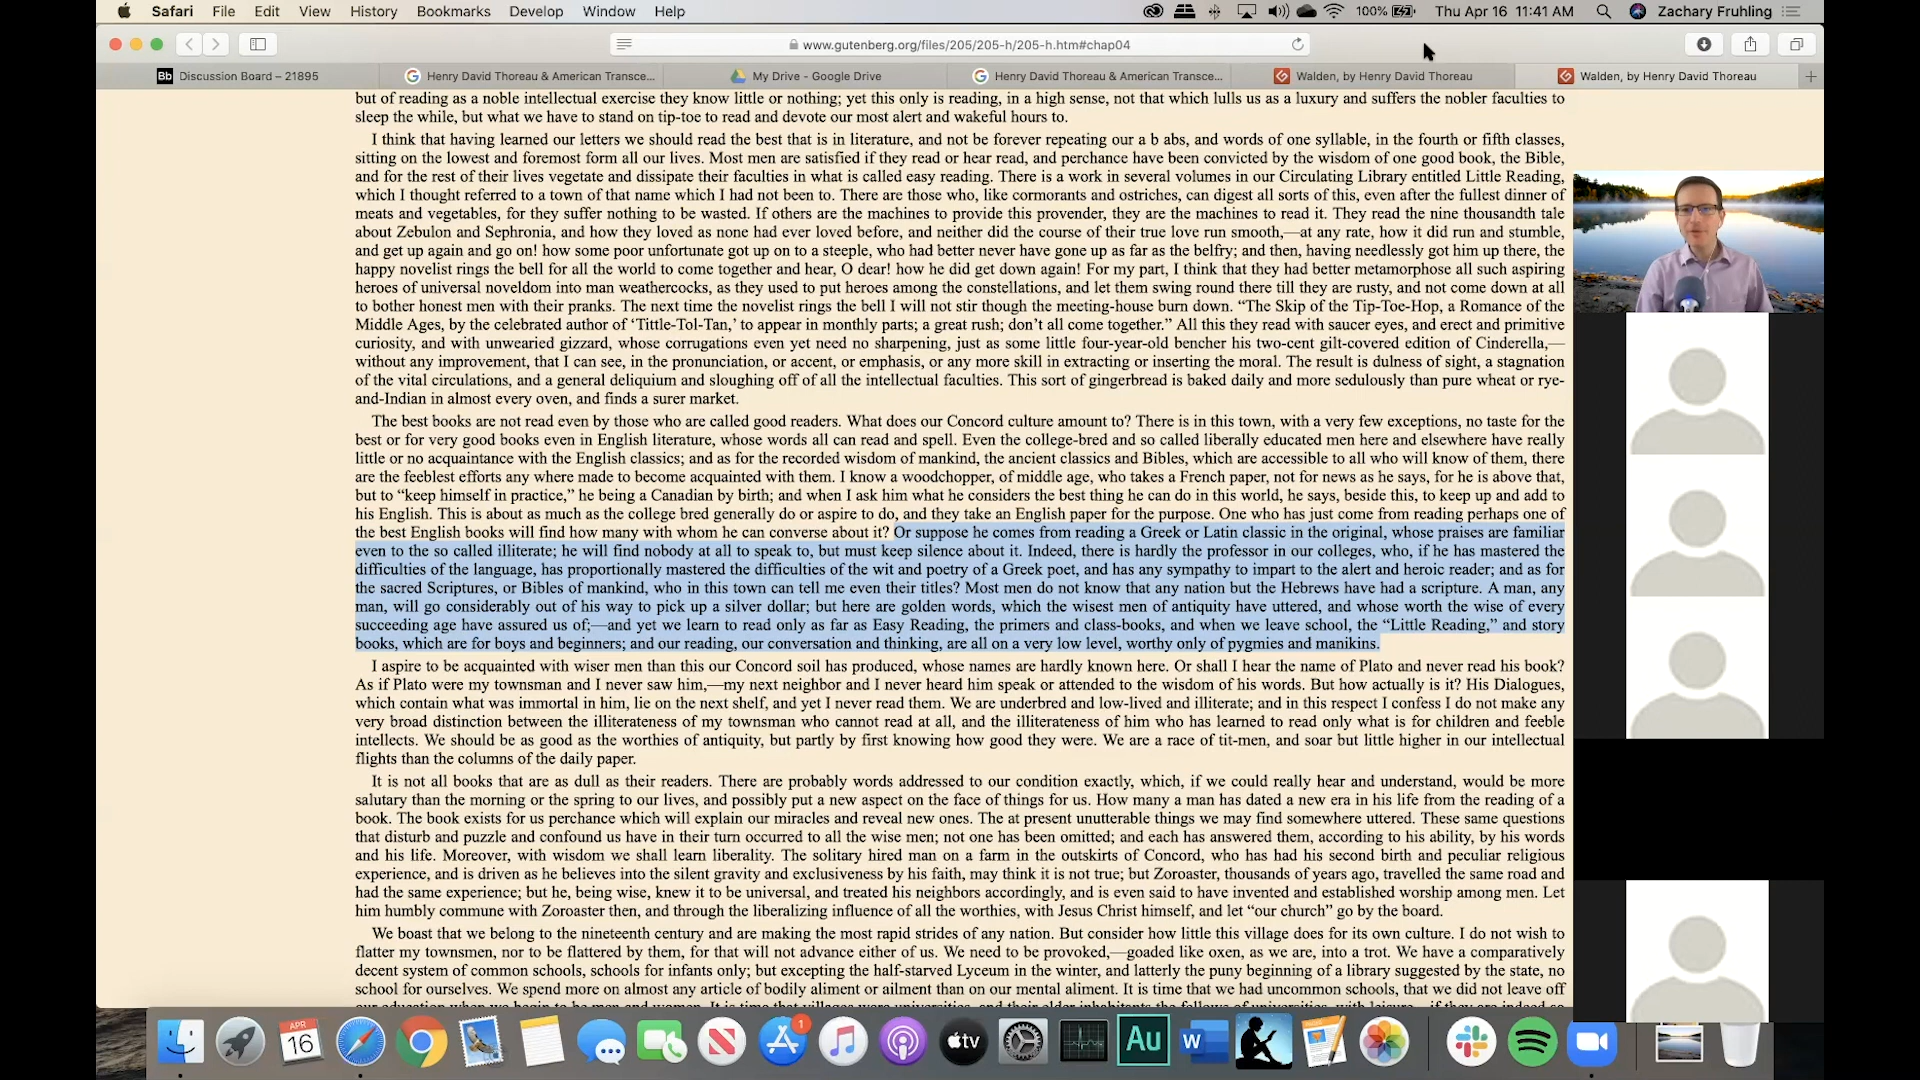 Safari File Edit View History Bookmarks Develop Window Help 100% Thu Apr 16 11:41 AM Zachary Fruhling
www.gutenberg.org/files/205/205-h/205-h.htm#chap04
Bb Discussion Board – 21895 Henry David Thoreau & American Transce... My Drive - Google Drive Henry David Thoreau & American Transce... Walden, by Henry David Thoreau Walden, by Henry David Thoreau
but of reading as a noble intellectual exercise they know little or nothing; yet this only is reading, in a high sense, not that which lulls us as a luxury and suffers the nobler faculties to
sleep the while, but what we have to stand on tip-toe to read and devote our most alert and wakeful hours to.
I think that having learned our letters we should read the best that is in literature, and not be forever repeating our a b abs, and words of one syllable, in the fourth or fifth classes,
sitting on the lowest and foremost form all our lives. Most men are satisfied if they read or hear read, and perchance have been convicted by the wisdom of one good book, the Bible,
and for the rest of their lives vegetate and dissipate their faculties in what is called easy reading. There is a work in several volumes in our Circulating Library entitled Little Reading,
which I thought referred to a town of that name which I had not been to. There are those who, like cormorants and ostriches, can digest all sorts of this, even after the fullest dinner of
meats and vegetables, for they suffer nothing to be wasted. If others are the machines to provide this provender, they are the machines to read it. They read the nine thousandth tale
about Zebulon and Sephronia, and how they loved as none had ever loved before, and neither did the course of their true love run smooth,—at any rate, how it did run and stumble,
and get up again and go on! how some poor unfortunate got up on to a steeple, who had better never have gone up as far as the belfry; and then, having needlessly got him up there, the
happy novelist rings the bell for all the world to come together and hear, O dear! how he did get down again! For my part, I think that they had better metamorphose all such aspiring
heroes of universal noveldom into man weathercocks, as they used to put heroes among the constellations, and let them swing round there till they are rusty, and not come down at all
to bother honest men with their pranks. The next time the novelist rings the bell I will not stir though the meeting-house burn down. “The Skip of the Tip-Toe-Hop, a Romance of the
Middle Ages, by the celebrated author of ‘Tittle-Tol-Tan,’ to appear in monthly parts; a great rush; don’t all come together.” All this they read with saucer eyes, and erect and primitive
curiosity, and with unwearied gizzard, whose corrugations even yet need no sharpening, just as some little four-year-old bencher his two-cent gilt-covered edition of Cinderella,—
without any improvement, that I can see, in the pronunciation, or accent, or emphasis, or any more skill in extracting or inserting the moral. The result is dulness of sight, a stagnation
of the vital circulations, and a general deliquium and sloughing off of all the intellectual faculties. This sort of gingerbread is baked daily and more sedulously than pure wheat or rye-
and-Indian in almost every oven, and finds a surer market.
The best books are not read even by those who are called good readers. What does our Concord culture amount to? There is in this town, with a very few exceptions, no taste for the
best or for very good books even in English literature, whose words all can read and spell. Even the college-bred and so called liberally educated men here and elsewhere have really
little or no acquaintance with the English classics; and as for the recorded wisdom of mankind, the ancient classics and Bibles, which are accessible to all who will know of them, there
are the feeblest efforts any where made to become acquainted with them. I know a woodchopper, of middle age, who takes a French paper, not for news as he says, for he is above that,
but to “keep himself in practice,” he being a Canadian by birth; and when I ask him what he considers the best thing he can do in this world, he says, beside this, to keep up and add to
his English. This is about as much as the college bred generally do or aspire to do, and they take an English paper for the purpose. One who has just come from reading perhaps one of
the best English books will find how many with whom he can converse about it? Or suppose he comes from reading a Greek or Latin classic in the original, whose praises are familiar
even to the so called illiterate; he will find nobody at all to speak to, but must keep silence about it. Indeed, there is hardly the professor in our colleges, who, if he has mastered the
difficulties of the language, has proportionally mastered the difficulties of the wit and poetry of a Greek poet, and has any sympathy to impart to the alert and heroic reader; and as for
the sacred Scriptures, or Bibles of mankind, who in this town can tell me even their titles? Most men do not know that any nation but the Hebrews have had a scripture. A man, any
man, will go considerably out of his way to pick up a silver dollar; but here are golden words, which the wisest men of antiquity have uttered, and whose worth the wise of every
succeeding age have assured us of;—and yet we learn to read only as far as Easy Reading, the primers and class-books, and when we leave school, the “Little Reading,” and story
books, which are for boys and beginners; and our reading, our conversation and thinking, are all on a very low level, worthy only of pygmies and manikins.
I aspire to be acquainted with wiser men than this our Concord soil has produced, whose names are hardly known here. Or shall I hear the name of Plato and never read his book?
As if Plato were my townsman and I never saw him,—my next neighbor and I never heard him speak or attended to the wisdom of his words. But how actually is it? His Dialogues,
which contain what was immortal in him, lie on the next shelf, and yet I never read them. We are underbred and low-lived and illiterate; and in this respect I confess I do not make any
very broad distinction between the illiterateness of my townsman who cannot read at all, and the illiterateness of him who has learned to read only what is for children and feeble
intellects. We should be as good as the worthies of antiquity, but partly by first knowing how good they were. We are a race of tit-men, and soar but little higher in our intellectual
flights than the columns of the daily paper.
It is not all books that are as dull as their readers. There are probably words addressed to our condition exactly, which, if we could really hear and understand, would be more
salutary than the morning or the spring to our lives, and possibly put a new aspect on the face of things for us. How many a man has dated a new era in his life from the reading of a
book. The book exists for us perchance which will explain our miracles and reveal new ones. The at present unutterable things we may find somewhere uttered. These same questions
that disturb and puzzle and confound us have in their turn occurred to all the wise men; not one has been omitted; and each has answered them, according to his ability, by his words
and his life. Moreover, with wisdom we shall learn liberality. The solitary hired man on a farm in the outskirts of Concord, who has had his second birth and peculiar religious
experience, and is driven as he believes into the silent gravity and exclusiveness by his faith, may think it is not true; but Zoroaster, thousands of years ago, travelled the same road and
had the same experience; but he, being wise, knew it to be universal, and treated his neighbors accordingly, and is even said to have invented and established worship among men. Let
him humbly commune with Zoroaster then, and through the liberalizing influence of all the worthies, with Jesus Christ himself, and let “our church” go by the board.
We boast that we belong to the nineteenth century and are making the most rapid strides of any nation. But consider how little this village does for its own culture. I do not wish to
flatter my townsmen, nor to be flattered by them, for that will not advance either of us. We need to be provoked,—goaded like oxen, as we are, into a trot. We have a comparatively
decent system of common schools, schools for infants only; but excepting the half-starved Lyceum in the winter, and latterly the puny beginning of a library suggested by the state, no
school for ourselves. We spend more on almost any article of bodily aliment or ailment than on our mental aliment. It is time that we had uncommon schools, that we did not leave off
APR
16
1
tv
Au
W